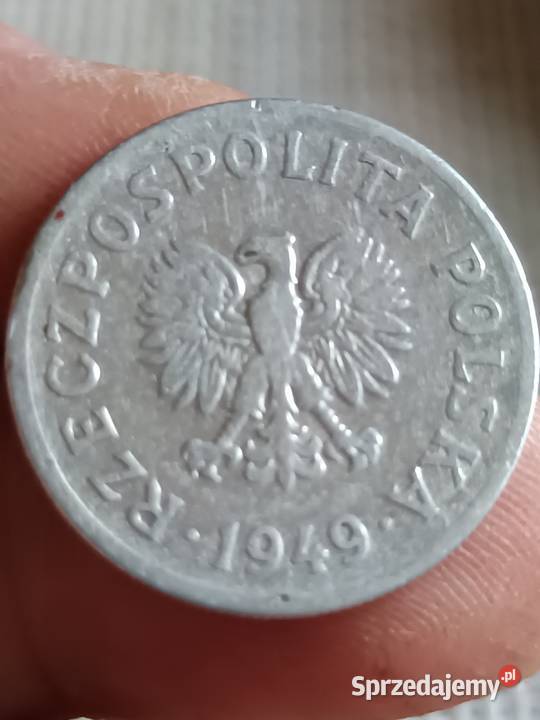 RZECZPOSPOLITA POLSKA
· 1949 ·
Sprzedajemy.pl